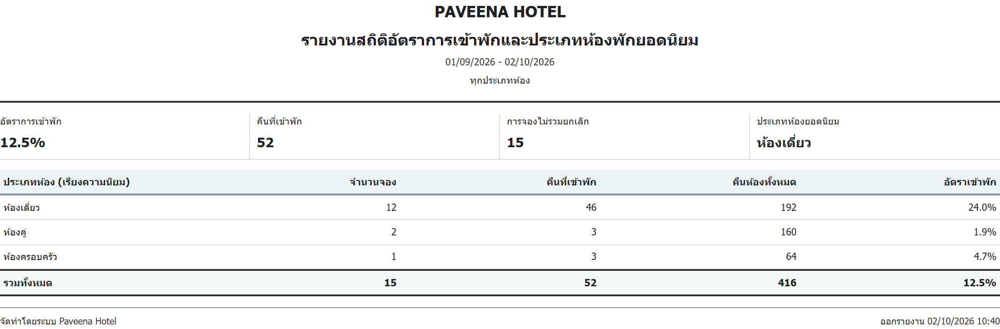 PAVEENA HOTEL
รายงานสถิติอัตราการเข้าพักและประเภทห้องพักยอดนิยม
01/09/2026 - 02/10/2026
ทุกประเภทห้อง
อัตราการเข้าพัก คืนที่เข้าพัก การจองไม่รวมยกเลิก ประเภทห้องยอดนิยม
12.5% 52 15 ห้องเดี่ยว
ประเภทห้อง (เรียงความนิยม) จำนวนจอง คืนที่เข้าพัก คืนห้องทั้งหมด อัตราเข้าพัก
ห้องเดี่ยว 12 46 192 24.0%
ห้องคู่ 2 3 160 1.9%
ห้องครอบครัว 1 3 64 4.7%
รวมทั้งหมด 15 52 416 12.5%
จัดทำโดยระบบ Paveena Hotel ออกรายงาน 02/10/2026 10:40